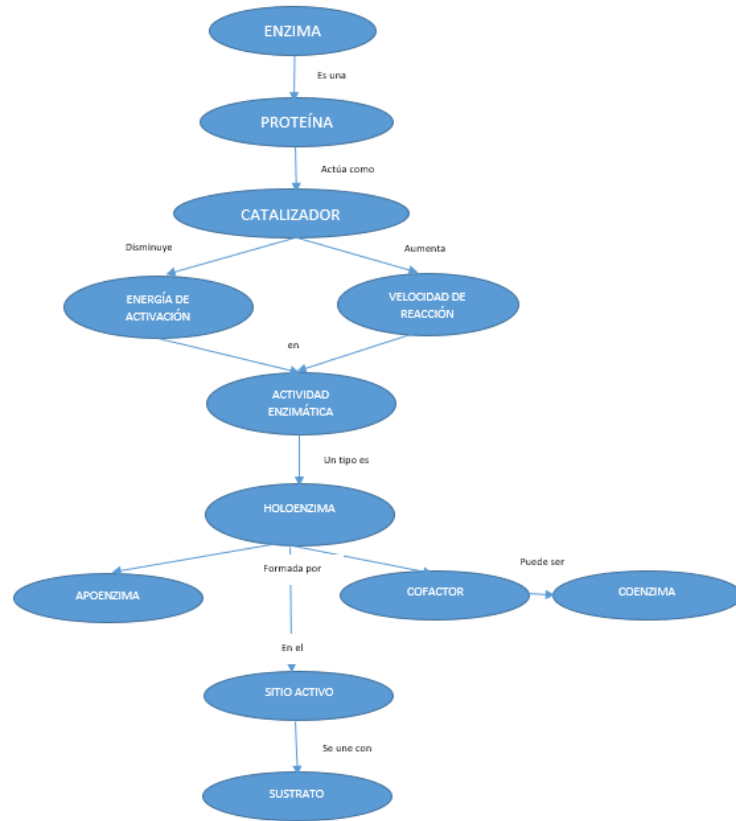 ENZIMA
Es una
PROTEÍNA
Actúa como
CATALIZADOR
Disminuye
Aumenta
ENERGÍA DE
ACTIVACIÓN
VELOCIDAD DE
REACCIÓN
en
ACTIVIDAD
ENZIMÁTICA
Un tipo es
HOLOENZIMA
Formada por
Puede ser
APOENZIMA
COFACTOR
COENZIMA
En el
SITIO ACTIVO
Se une con
SUSTRATO